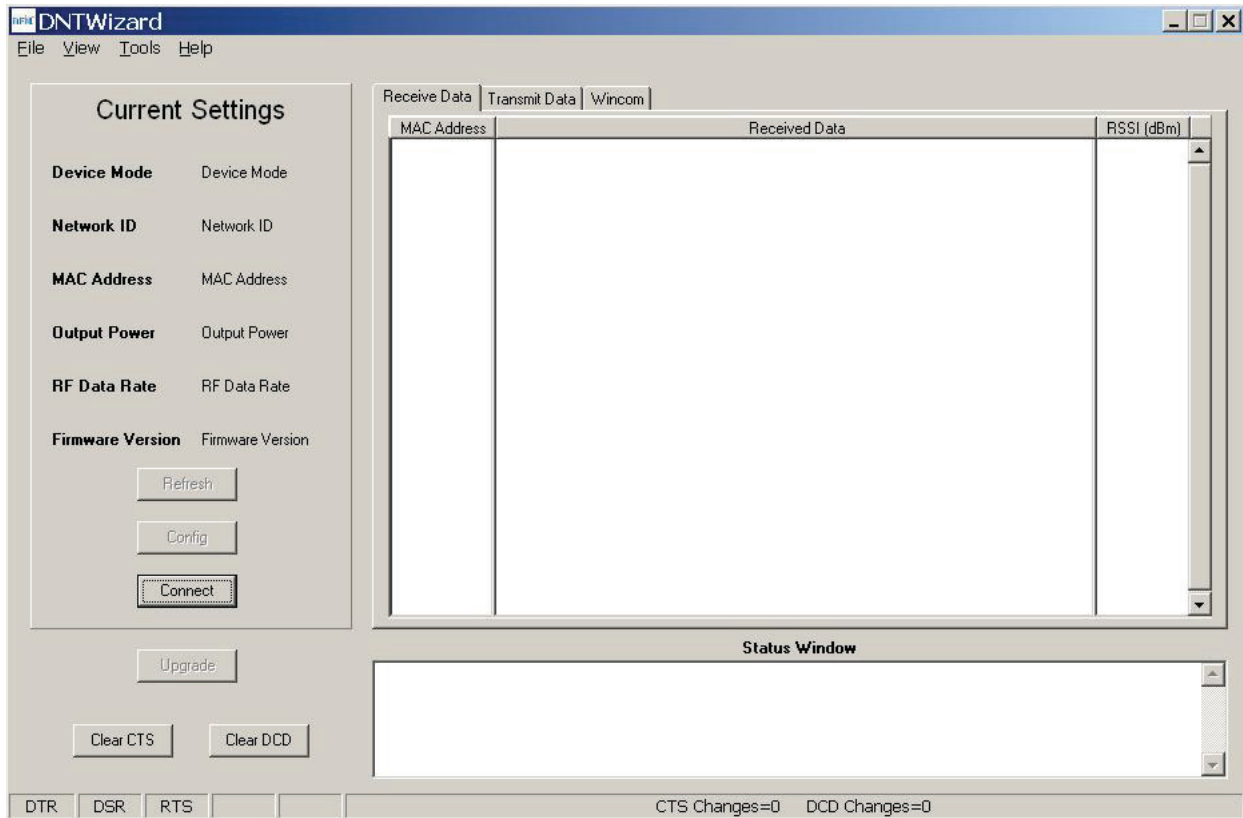 DNTWizard
File View Tools Help
Current Settings
Device Mode Device Mode
Network ID Network ID
MAC Address MAC Address
Output Power Output Power
RF Data Rate RF Data Rate
Firmware Version Firmware Version
Refresh
Config
Connect
Upgrade
Clear CTS Clear DCD
Receive Data Transmit Data Wincom
MAC Address Received Data RSSI (dBm)
Status Window
DTR DSR RTS CTS Changes=0 DCD Changes=0